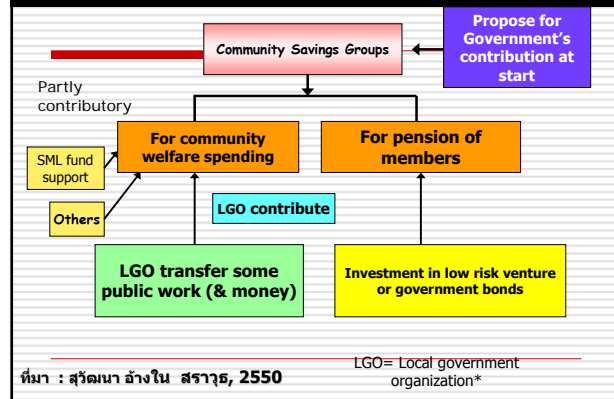 Propose for
Government's
contribution at
start
Community Savings Groups
Partly
contributory
For community
welfare spending
For pension of
members
SML fund
support
Others
LGO contribute
LGO transfer some
public work (& money)
Investment in low risk venture
or government bonds
ที่มา : สุวัฒนา อ้างใน สราวุธ, 2550
LGO= Local government
organization*